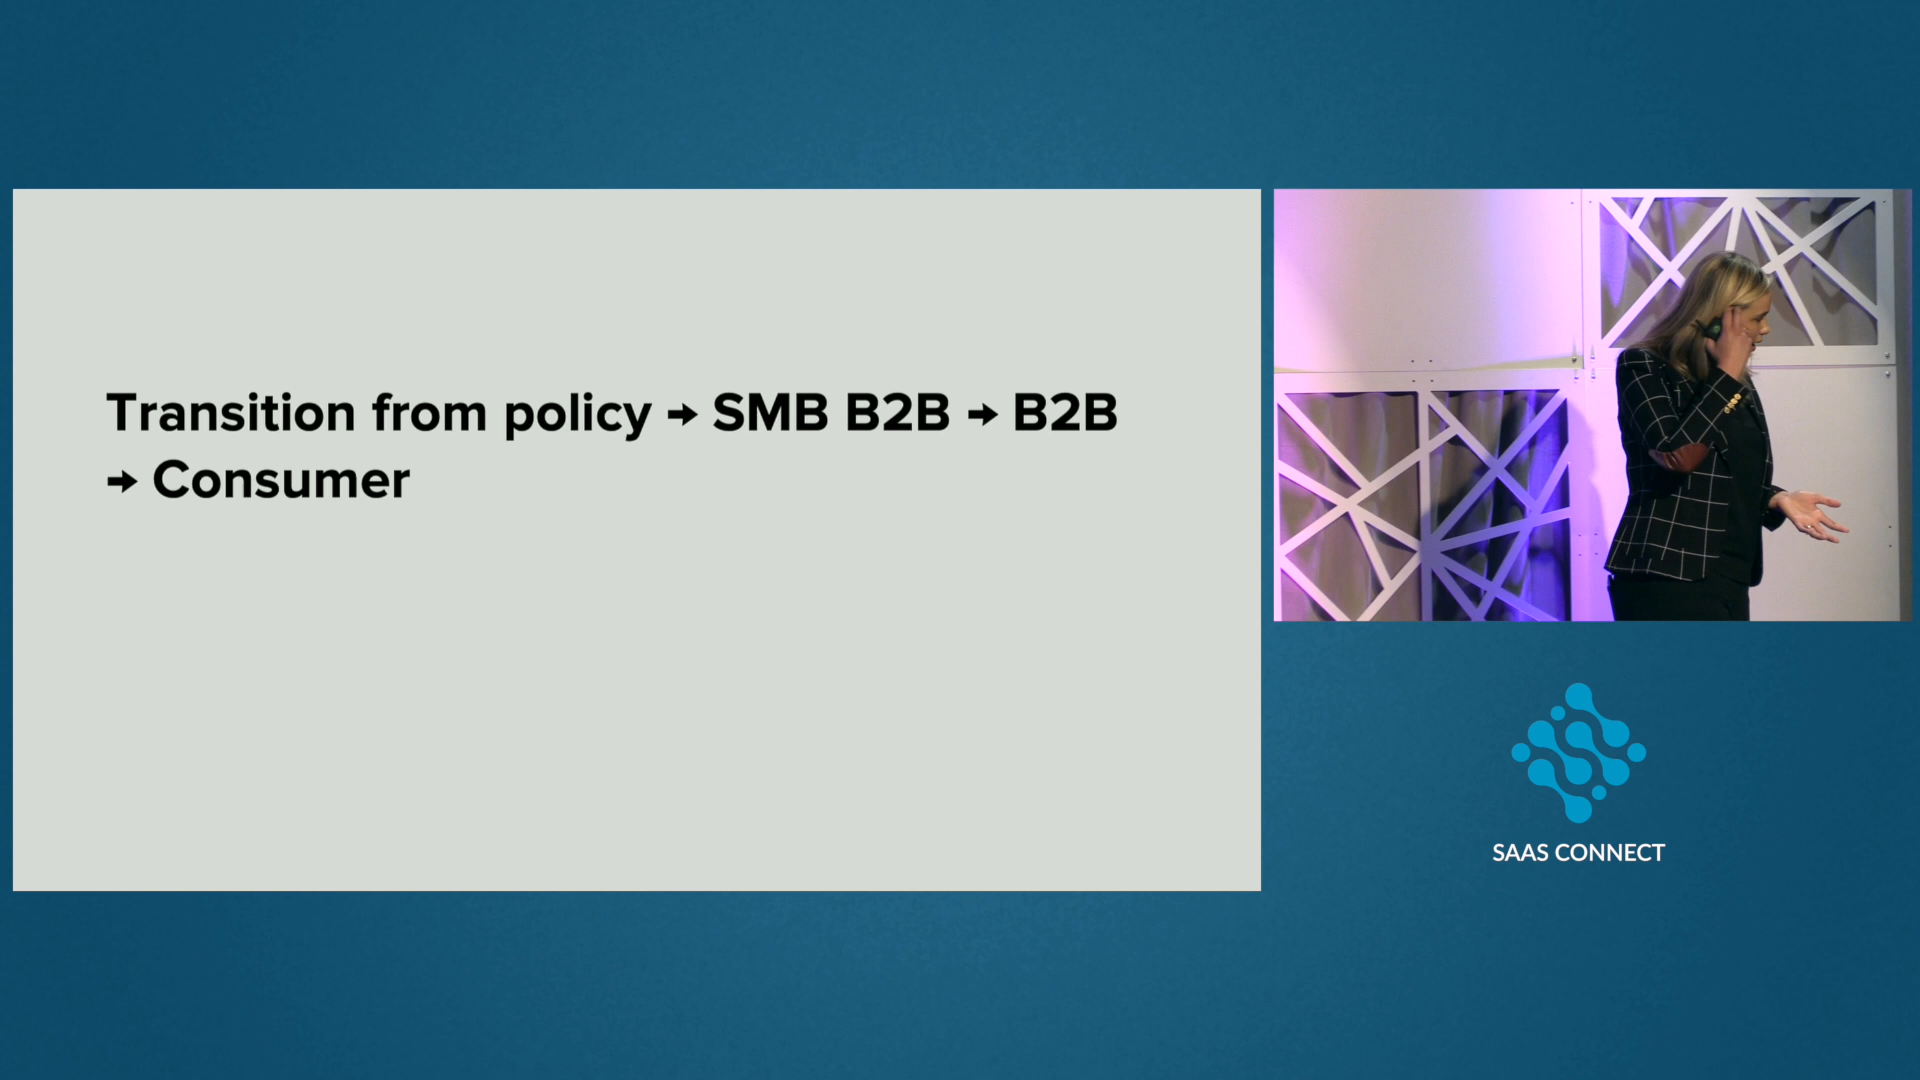 Transition from policy → SMB B2B → B2B
→ Consumer
SAAS CONNECT